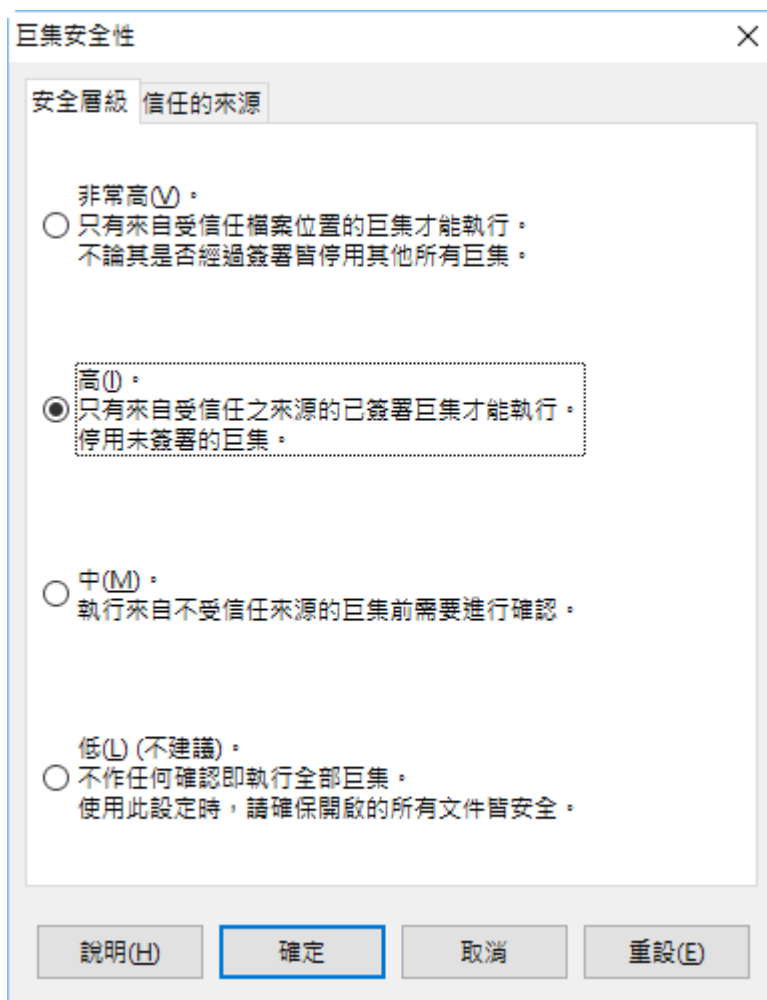 巨集安全性
安全層級
信任的來源
非常高(V)。
只有來自受信任檔案位置的巨集才能執行。
不論其是否經過簽署皆停用其他所有巨集。
高(I)。
只有來自受信任之來源的已簽署巨集才能執行。
停用未簽署的巨集。
中(M)。
執行來自不受信任來源的巨集前需要進行確認。
低(L) (不建議)。
不作任何確認即執行全部巨集。
使用此設定時，請確保開啟的所有文件皆安全。
說明(H)
確定
取消
重設(E)